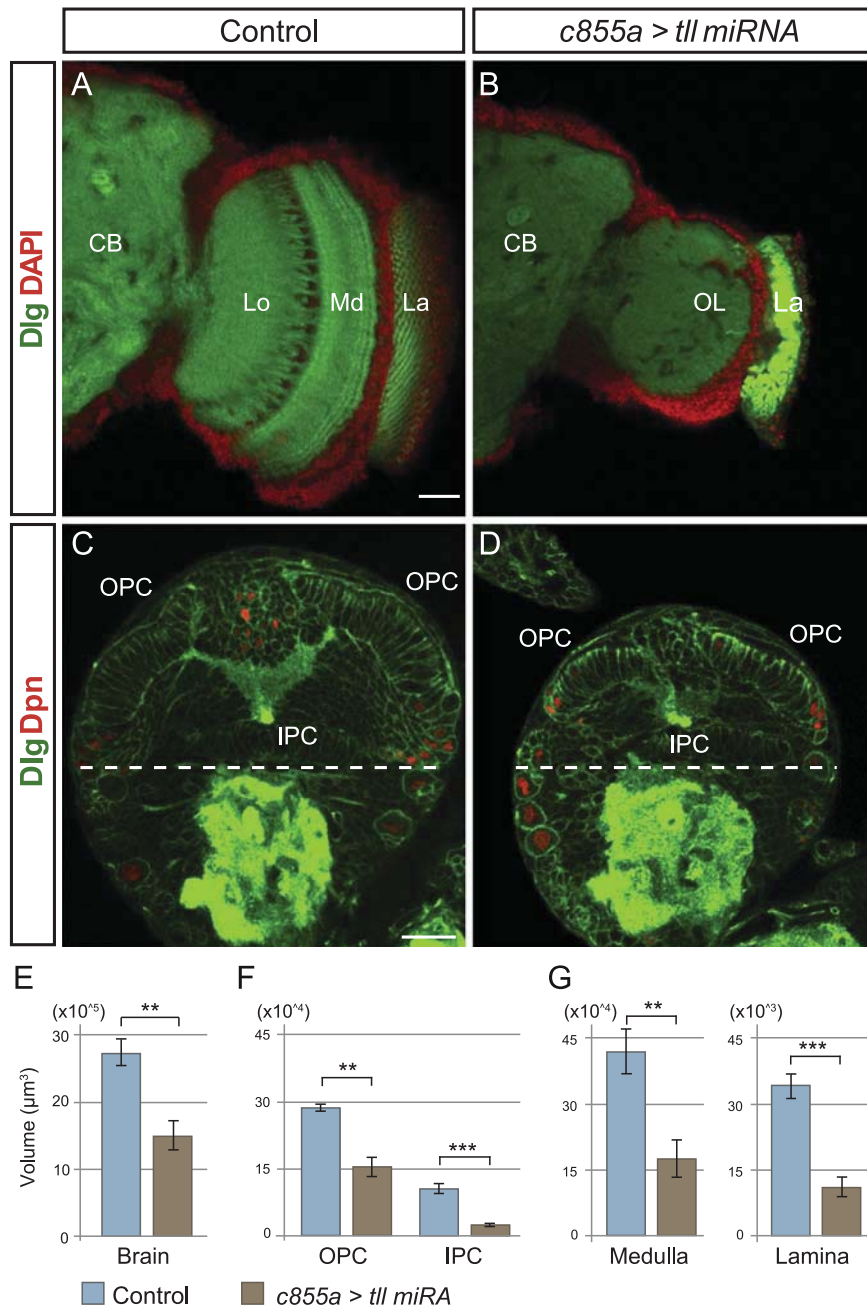 Control
c855a > tll miRNA
Dlg DAPI
A
CB
Lo
Md
La
B
CB
OL
La
Dlg Dpn
C
OPC
OPC
IPC
D
OPC
OPC
IPC
E
(x10^5)
**
30
20
10
0
Volume (µm³)
Brain
F
(x10^4)
45
30
15
0
**
***
OPC
IPC
G
(x10^4)
45
30
15
0
**
Medulla
(x10^3)
45
30
15
0
***
Lamina
Control
c855a > tll miRA